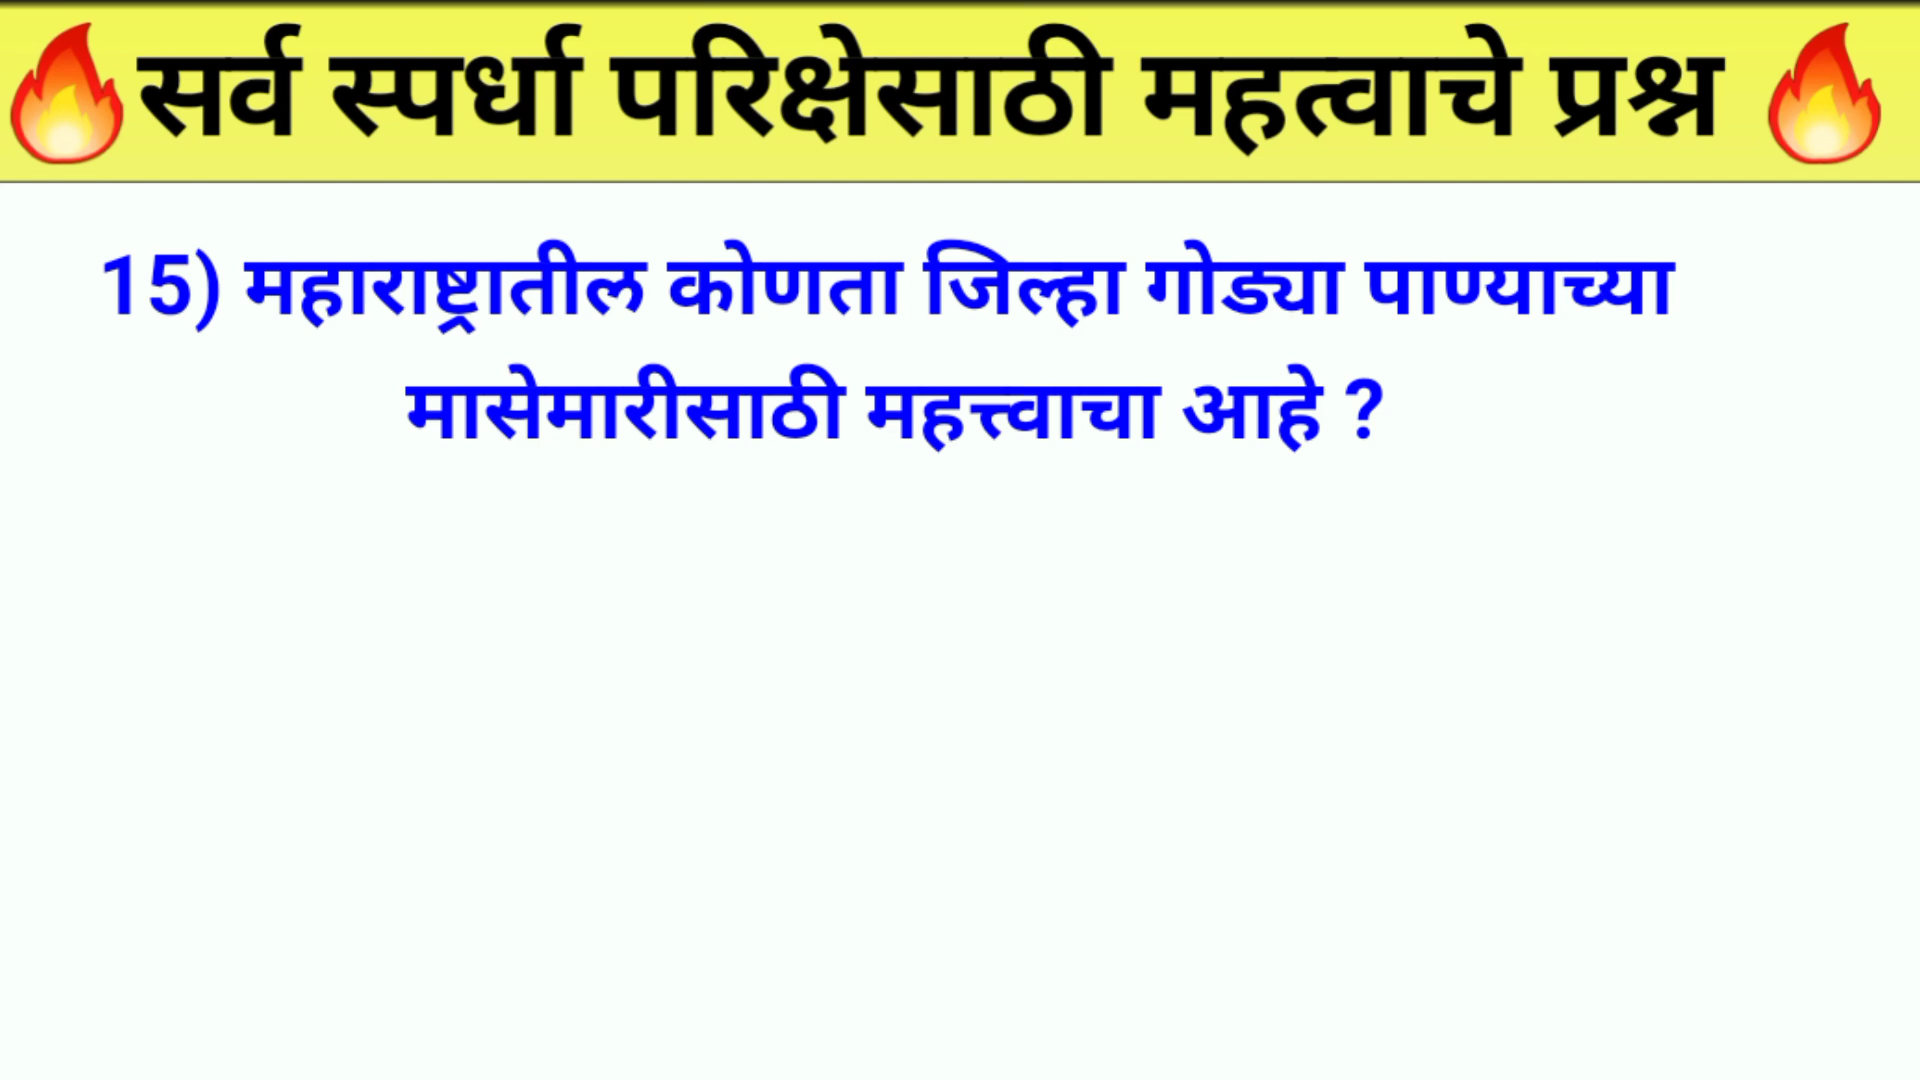 🔥सर्व स्पर्धा परिक्षेसाठी महत्वाचे प्रश्न 🔥
15) महाराष्ट्रातील कोणता जिल्हा गोड्या पाण्याच्या
मासेमारीसाठी महत्त्वाचा आहे ?